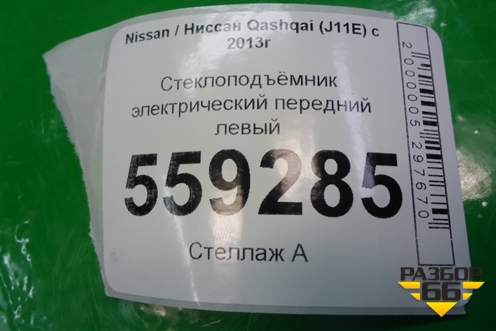 Nissan / Ниссан Qashqai (J11E) с
2013г
Стеклоподъёмник
электрический передний
левый
559285
Стеллаж А
2000005297670
РАЗБОР
66